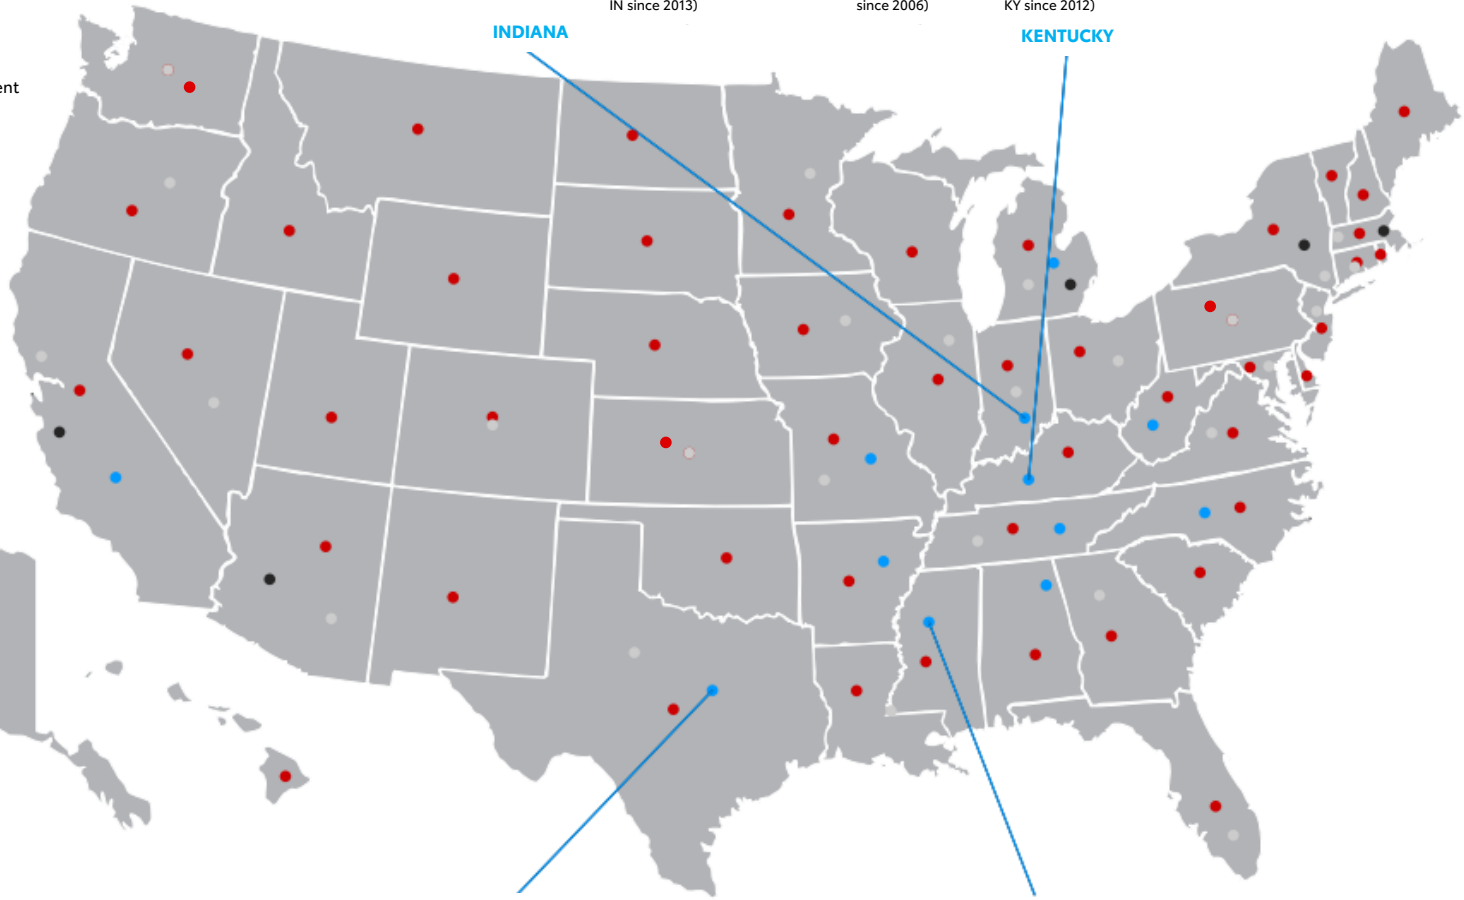 IN since 2013)
since 2006)
KY since 2012)
INDIANA
KENTUCKY
ent